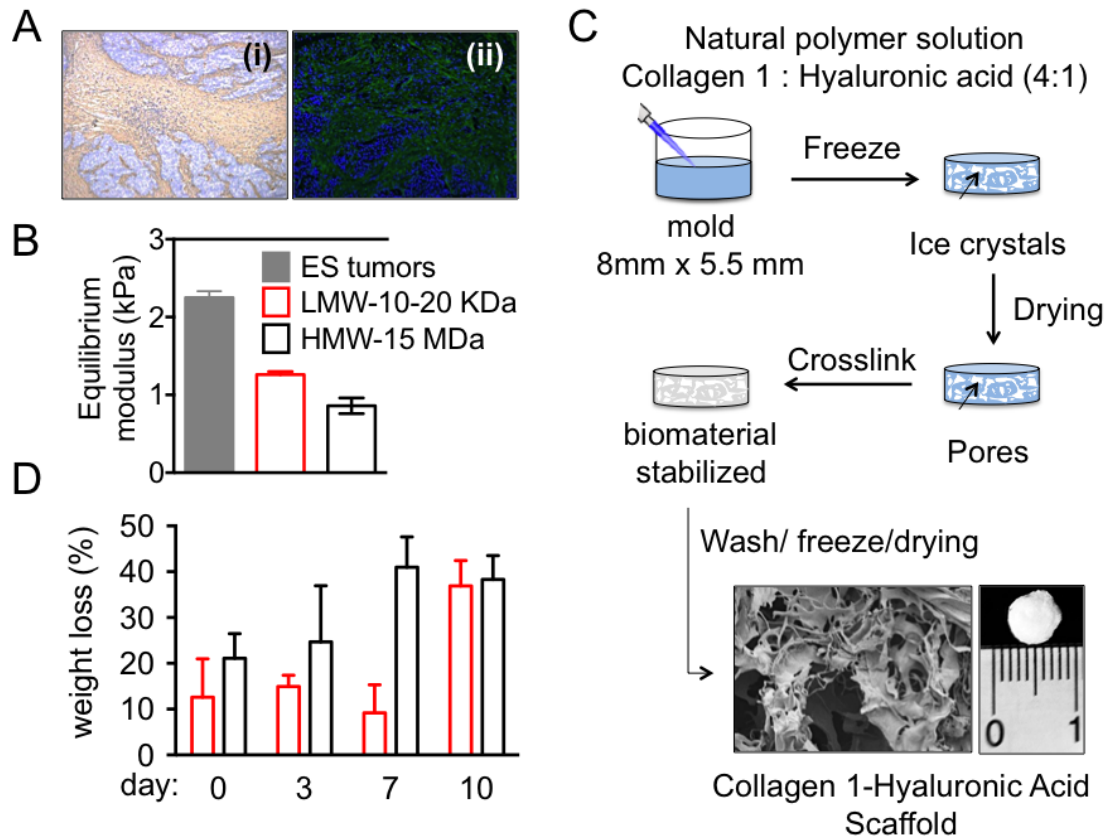 A
(i)
(ii)
B
Equilibrium
modulus (kPa)
3
2
1
0
ES tumors
LMW-10-20 KDa
HMW-15 MDa
C
Natural polymer solution
Collagen 1 : Hyaluronic acid (4:1)
Freeze
mold
8mm x 5.5 mm
Ice crystals
Drying
Crosslink
Pores
biomaterial
stabilized
Wash/ freeze/drying
0 1
Collagen 1-Hyaluronic Acid
Scaffold
D
weight loss (%)
50
40
30
20
10
0
day: 0 3 7 10